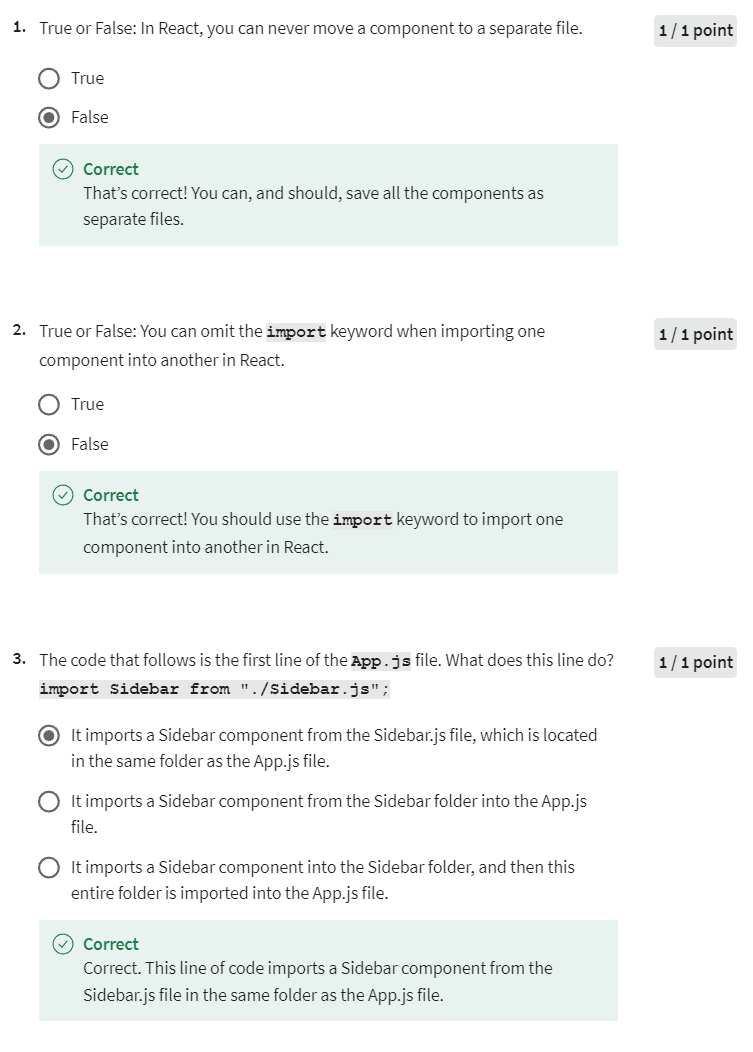 1. True or False: In React, you can never move a component to a separate file.
1 / 1 point
True
False
Correct
That’s correct! You can, and should, save all the components as
separate files.
2. True or False: You can omit the import keyword when importing one
1 / 1 point
component into another in React.
True
False
Correct
That’s correct! You should use the import keyword to import one
component into another in React.
3. The code that follows is the first line of the App.js file. What does this line do?
1 / 1 point
import Sidebar from "./Sidebar.js";
It imports a Sidebar component from the Sidebar.js file, which is located
in the same folder as the App.js file.
It imports a Sidebar component from the Sidebar folder into the App.js
file.
It imports a Sidebar component into the Sidebar folder, and then this
entire folder is imported into the App.js file.
Correct
Correct. This line of code imports a Sidebar component from the
Sidebar.js file in the same folder as the App.js file.